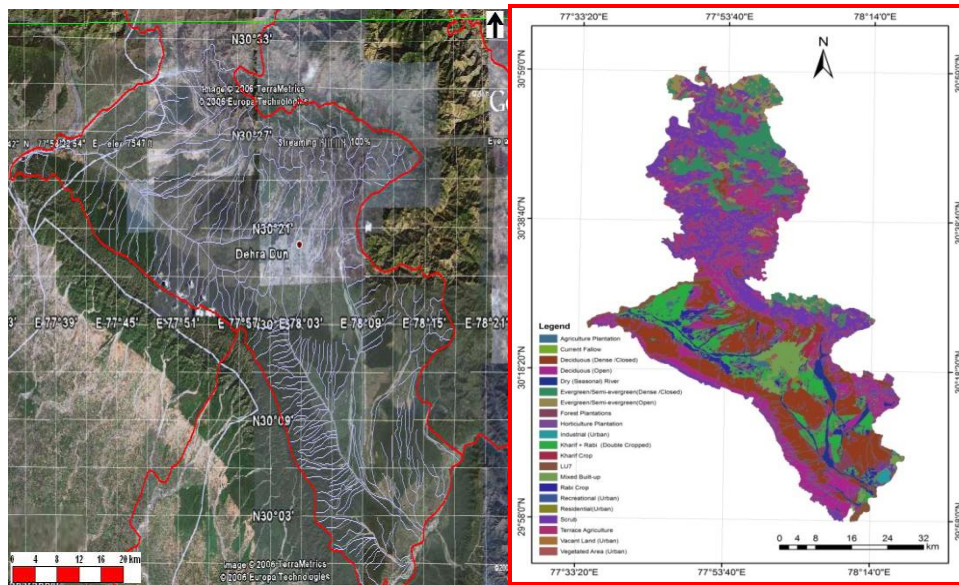 N30°33'
Image © 2006 TerraMetrics
© 2006 Europa Technologies
N30°27'
Streaming |||||||||| 100%
N30°21'
Dehra Dun
E 77°39' E 77°45' E 77°51' E 77°57' E 78°03' E 78°09' E 78°15' E 78°21'
N30°09'
N30°03'
0 4 8 12 16 20 km
Image © 2006 TerraMetrics
© 2006 Europa Technologies
77°33'20"E 77°53'40"E 78°14'0"E
N
30°59'0"N
30°38'40"N
30°18'20"N
29°58'0"N
Legend
Agriculture Plantation
Current Fallow
Deciduous (Dense /Closed)
Deciduous (Open)
Dry (Seasonal) River
Evergreen/Semi-evergreen(Dense /Closed)
Evergreen/Semi-evergreen(Open)
Forest Plantations
Horticulture Plantation
Industrial (Urban)
Kharif + Rabi (Double Cropped)
Kharif Crop
LU7
Mixed Built-up
Rabi Crop
Recreational (Urban)
Residential(Urban)
Scrub
Terrace Agriculture
Vacant Land (Urban)
Vegetated Area (Urban)
0 4 8 16 24 32
km
77°33'20"E 77°53'40"E 78°14'0"E